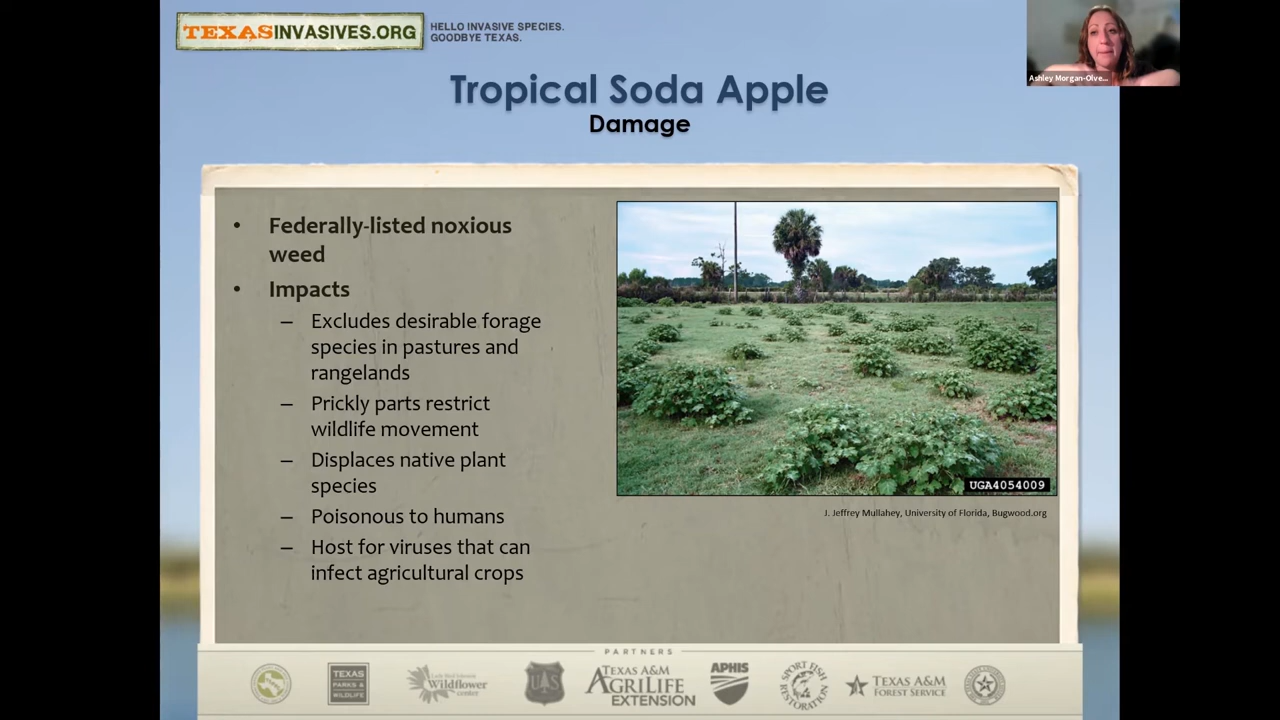 TEXASINVASIVES.ORG
HELLO INVASIVE SPECIES.
GOODBYE TEXAS.
Ashley Morgan-Olve...
Tropical Soda Apple
Damage
• Federally-listed noxious
weed
• Impacts
– Excludes desirable forage
species in pastures and
rangelands
– Prickly parts restrict
wildlife movement
– Displaces native plant
species
– Poisonous to humans
– Host for viruses that can
infect agricultural crops
UGA4054009
J. Jeffrey Mullahey, University of Florida, Bugwood.org
PARTNERS
TEXAS
PARKS &
WILDLIFE
Wildflower
center
UAS
TEXAS A&M
AGRILIFE
EXTENSION
APHIS
SPORT FISH
RESTORATION
TEXAS A&M
FOREST SERVICE